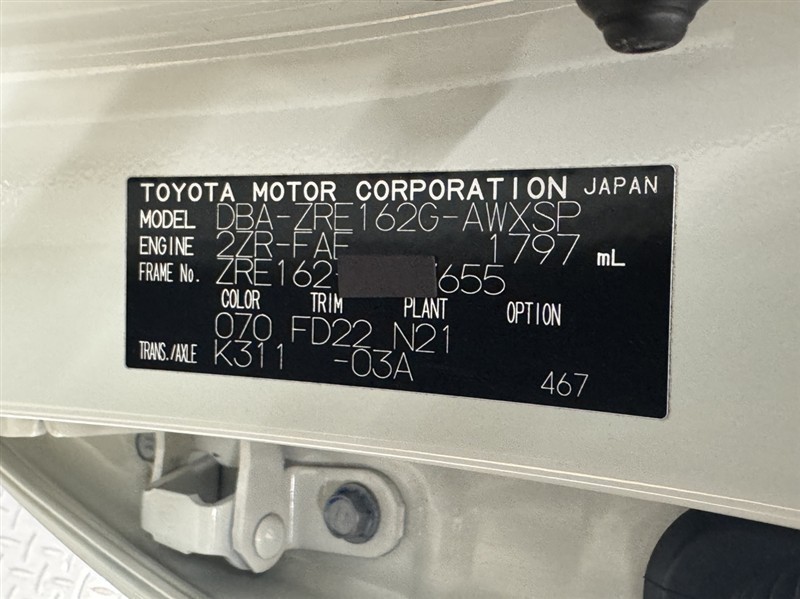 TOYOTA MOTOR CORPORATION JAPAN
MODEL DBA-ZRE162G-AWXSP
ENGINE 2ZR-FAE 1797 mL
FRAME No. ZRE162- 655
COLOR TRIM PLANT OPTION
070 FD22 N21
TRANS./AXLE K311 -03A
467